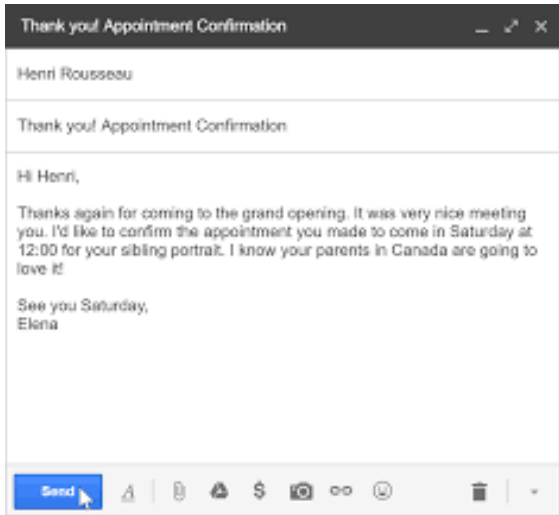 Thank you! Appointment Confirmation
Henri Rousseau
Thank you! Appointment Confirmation
Hi Henri,
Thanks again for coming to the grand opening. It was very nice meeting
you. I'd like to confirm the appointment you made to come in Saturday at
12:00 for your sibling portrait. I know your parents in Canada are going to
love it!
See you Saturday,
Elena
Send